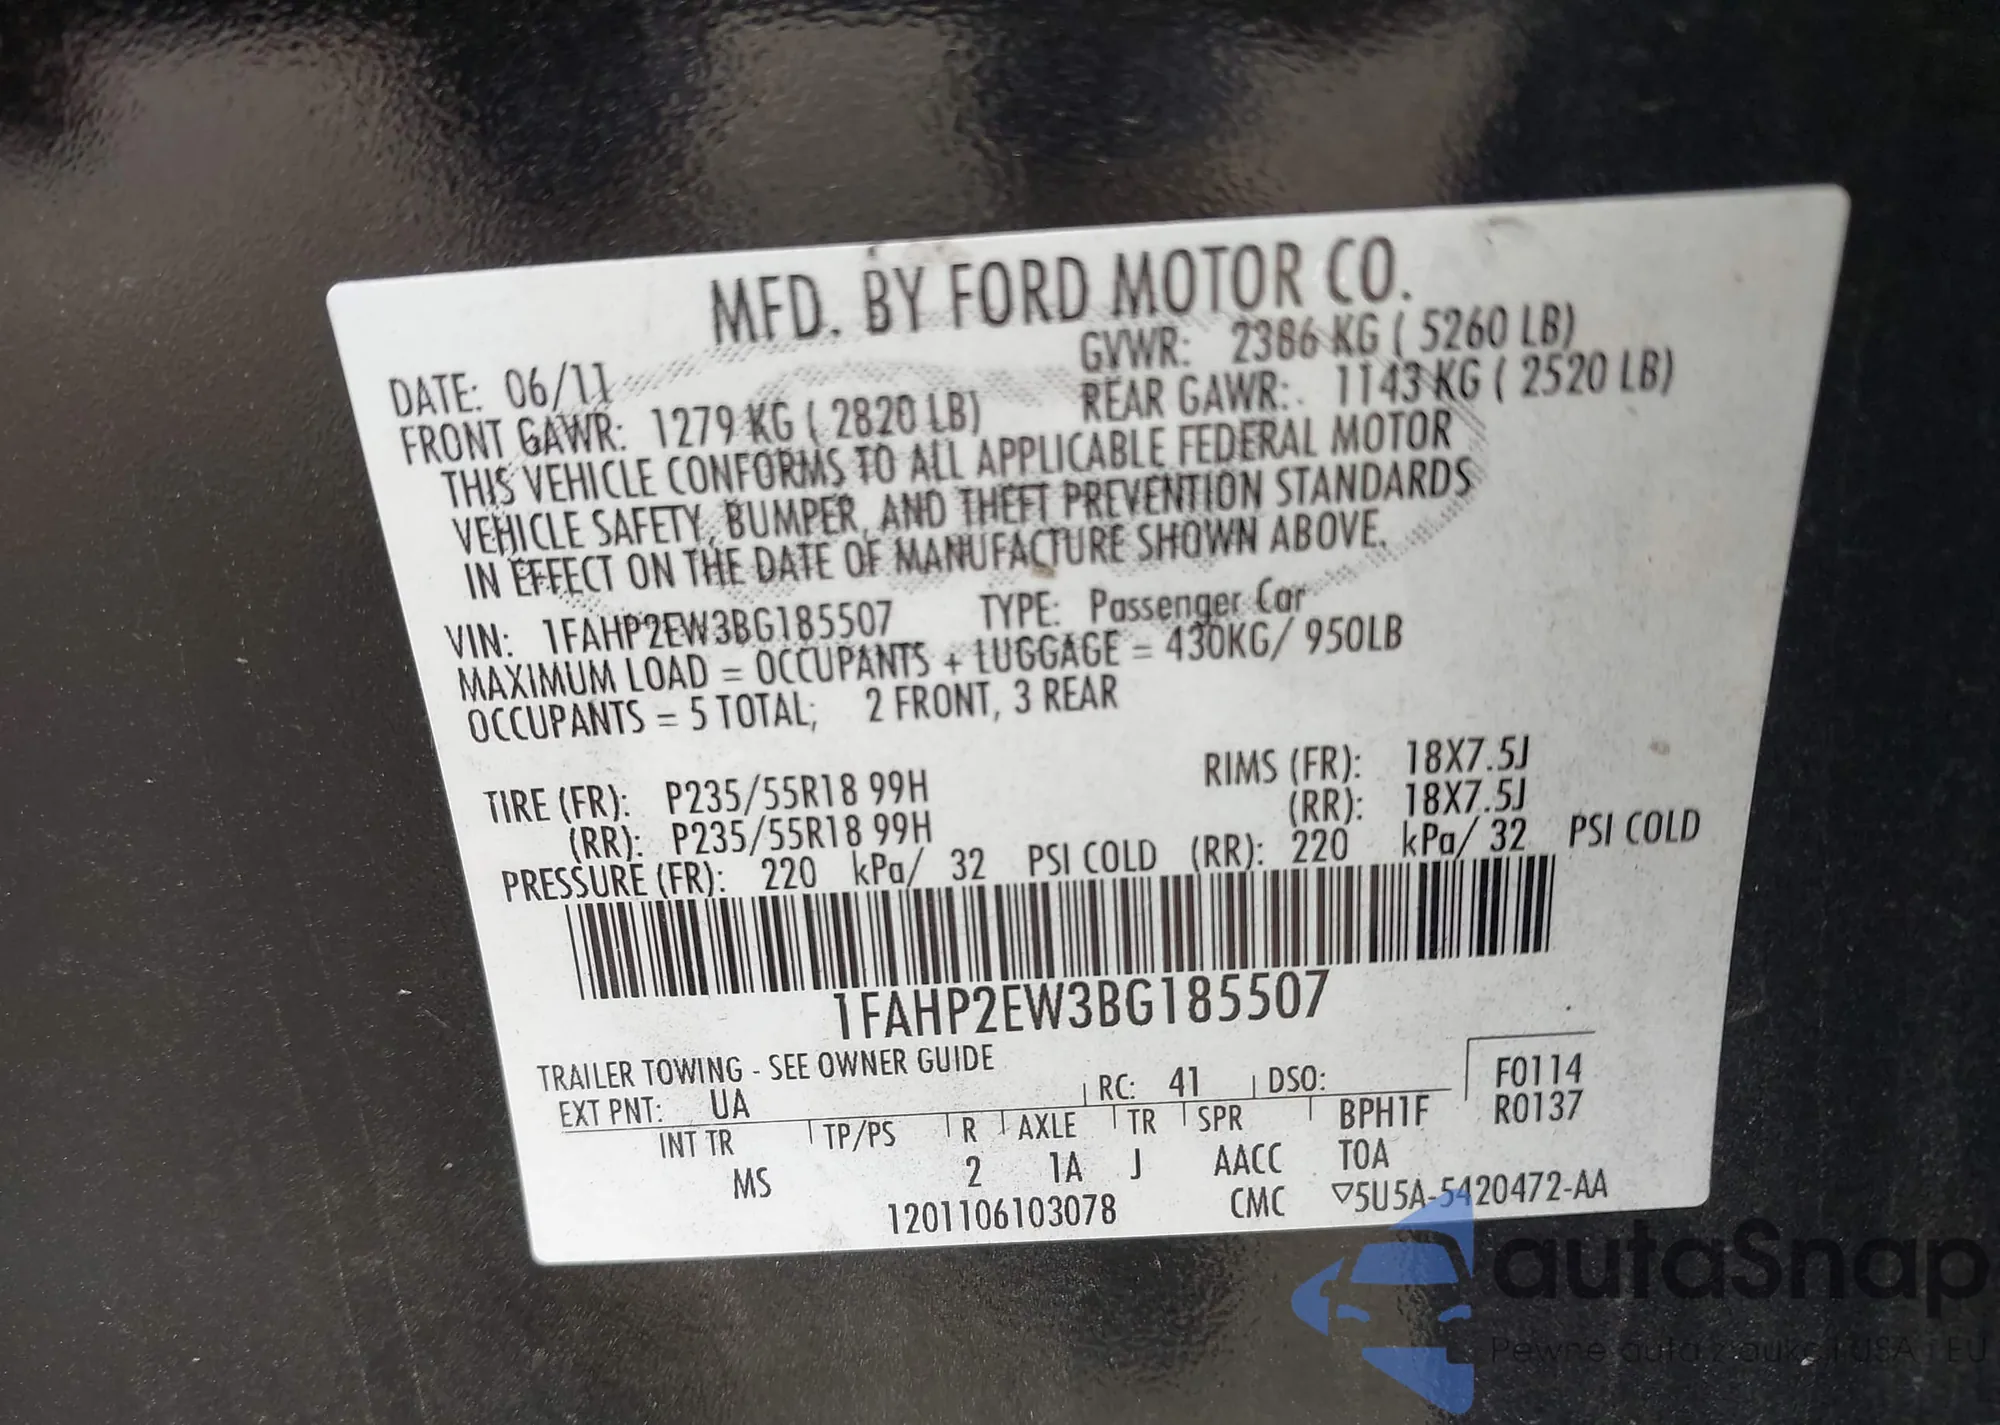 MFD. BY FORD MOTOR CO.
DATE: 06/11 GVWR: 2386 KG ( 5260 LB)
FRONT GAWR: 1279 KG ( 2820 LB) REAR GAWR: 1143 KG ( 2520 LB)
THIS VEHICLE CONFORMS TO ALL APPLICABLE FEDERAL MOTOR
VEHICLE SAFETY, BUMPER, AND THEFT PREVENTION STANDARDS
IN EFFECT ON THE DATE OF MANUFACTURE SHOWN ABOVE.
VIN: 1FAHP2EW3BG185507 TYPE: Passenger Car
MAXIMUM LOAD = OCCUPANTS + LUGGAGE = 430KG/ 950LB
OCCUPANTS = 5 TOTAL; 2 FRONT, 3 REAR
TIRE (FR): P235/55R18 99H RIMS (FR): 18X7.5J
(RR): P235/55R18 99H (RR): 18X7.5J
PRESSURE (FR): 220 kPa/ 32 PSI COLD (RR): 220 kPa/ 32 PSI COLD
1FAHP2EW3BG185507
TRAILER TOWING - SEE OWNER GUIDE
EXT PNT: UA RC: 41 DSO: F0114
INT TR TP/PS R AXLE TR SPR BPH1F R0137
MS 2 1A J AACC TOA
1201106103078 CMC ▽5U5A-5420472-AA
autaSnap
Pewne auta z aukcji USA i EU